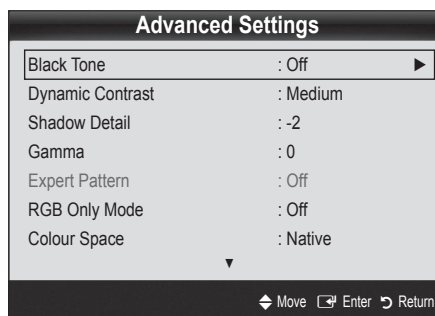 Advanced Settings
Black Tone : Off ▶
Dynamic Contrast : Medium
Shadow Detail : -2
Gamma : 0
Expert Pattern : Off
RGB Only Mode : Off
Colour Space : Native
▼
Move Enter Return